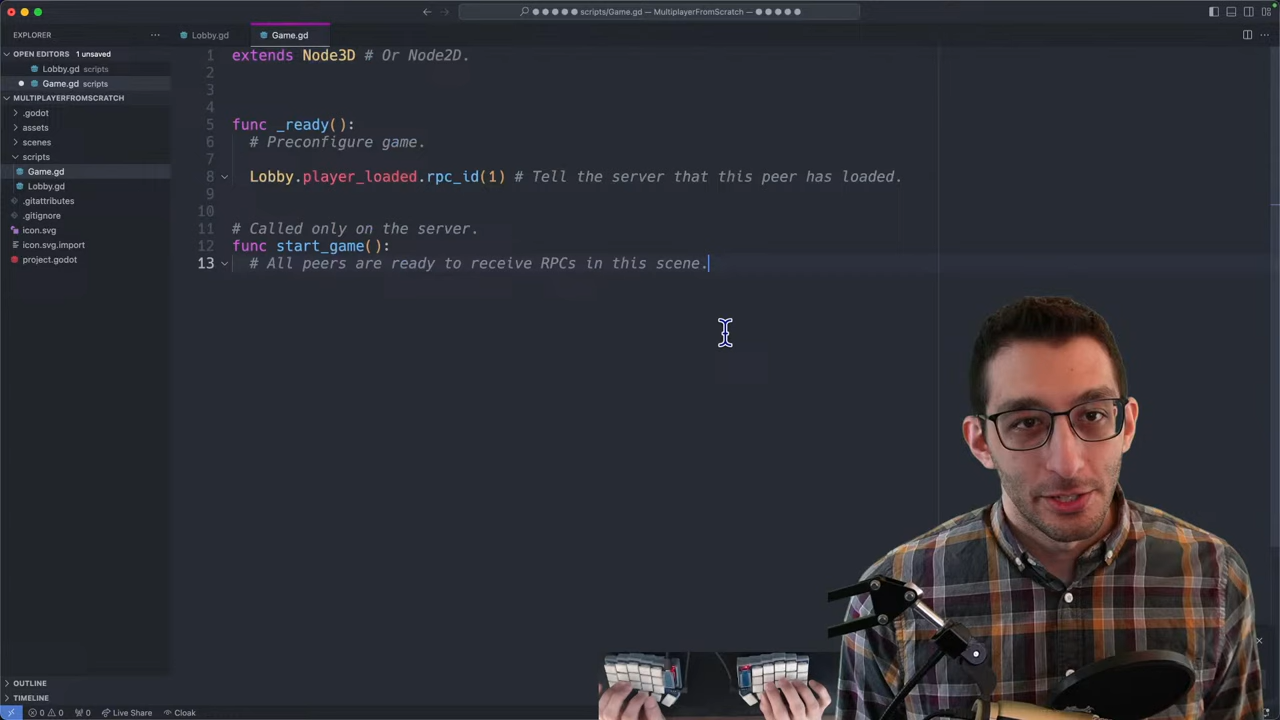 scripts/Game.gd — MultiplayerFromScratch —
EXPLORER
Lobby.gd
Game.gd
OPEN EDITORS 1 unsaved
Lobby.gd scripts
Game.gd scripts
MULTIPLAYERFROMSCRATCH
.godot
assets
scenes
scripts
Game.gd
Lobby.gd
.gitattributes
.gitignore
icon.svg
icon.svg.import
project.godot
1 extends Node3D # Or Node2D.
2
3
4
5 func _ready():
6 # Preconfigure game.
7
8 Lobby.player_loaded.rpc_id(1) # Tell the server that this peer has loaded.
9
10
11 # Called only on the server.
12 func start_game():
13 # All peers are ready to receive RPCs in this scene.
OUTLINE
TIMELINE
0 0 0 Live Share Cloak